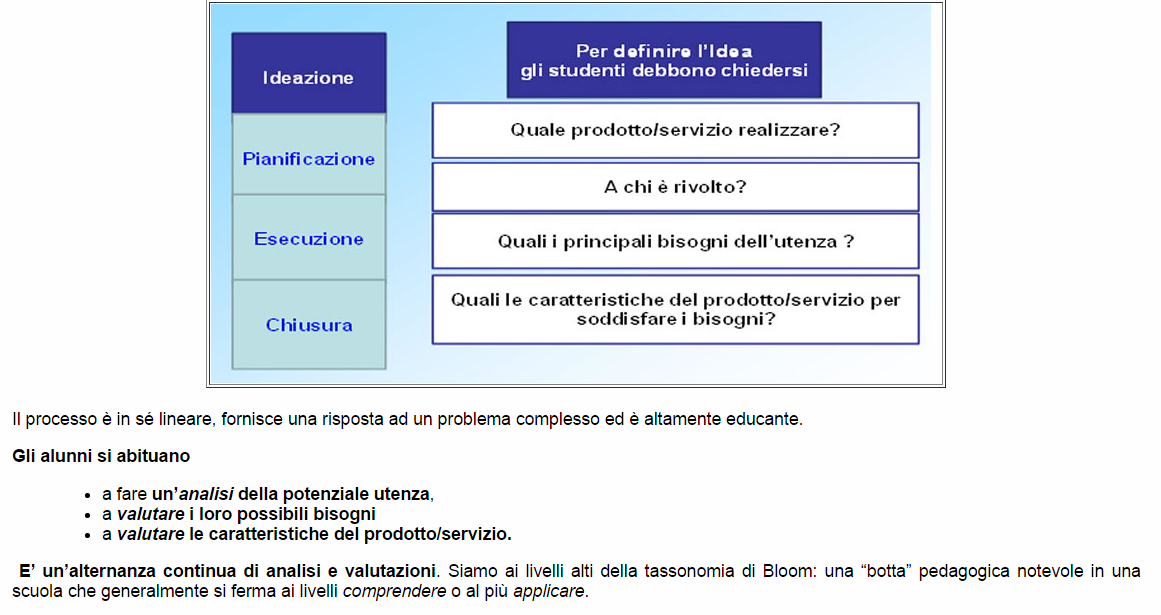 Ideazione
Pianificazione
Esecuzione
Chiusura
Per definire l'Idea
gli studenti debbono chiedersi
Quale prodotto/servizio realizzare?
A chi è rivolto?
Quali i principali bisogni dell'utenza ?
Quali le caratteristiche del prodotto/servizio per
soddisfare i bisogni?
Il processo è in sé lineare, fornisce una risposta ad un problema complesso ed è altamente educante.
Gli alunni si abituano
• a fare un'analisi della potenziale utenza,
• a valutare i loro possibili bisogni
• a valutare le caratteristiche del prodotto/servizio.
E' un'alternanza continua di analisi e valutazioni. Siamo ai livelli alti della tassonomia di Bloom: una “botta” pedagogica notevole in una
scuola che generalmente si ferma ai livelli comprendere o al più applicare.